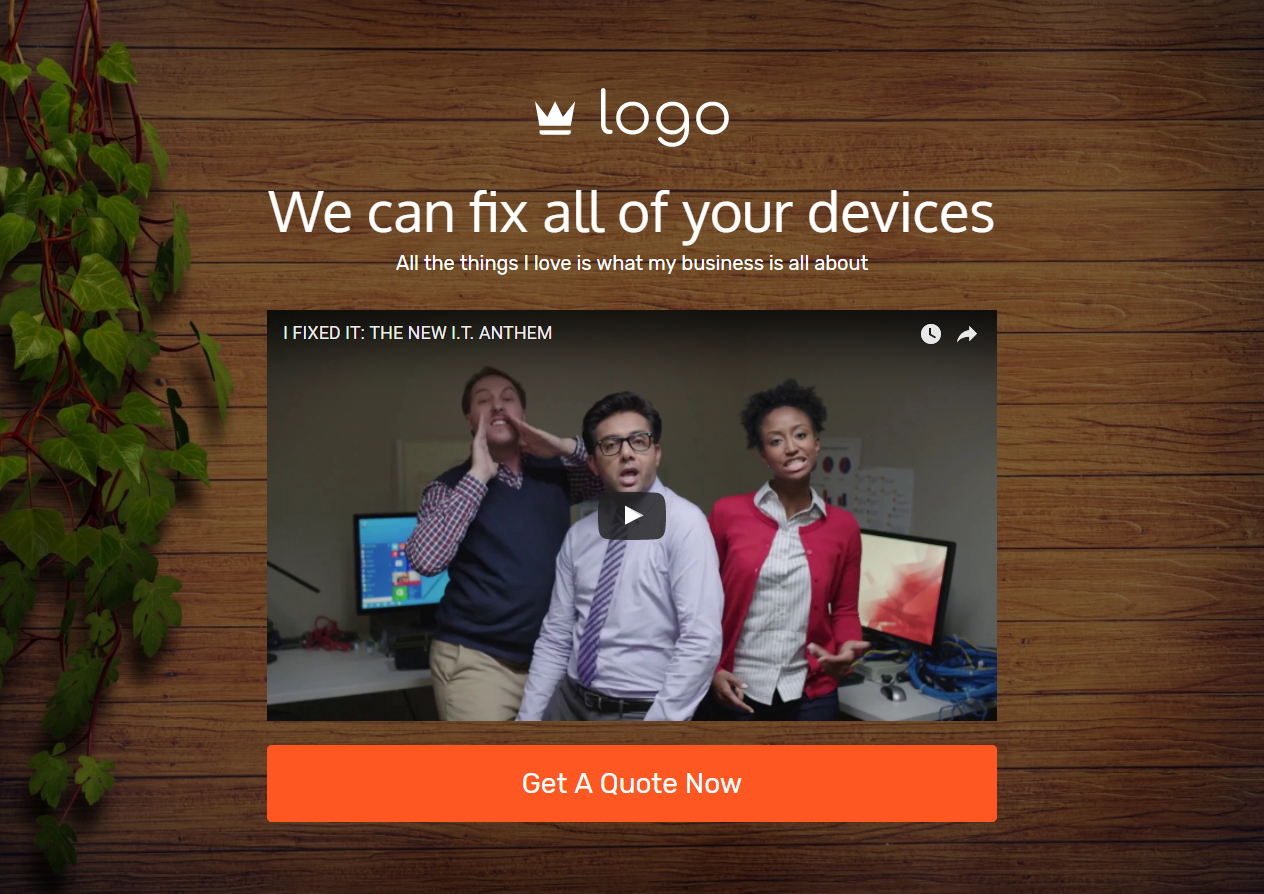 logo
We can fix all of your devices
All the things I love is what my business is all about
I FIXED IT: THE NEW I.T. ANTHEM
Get A Quote Now